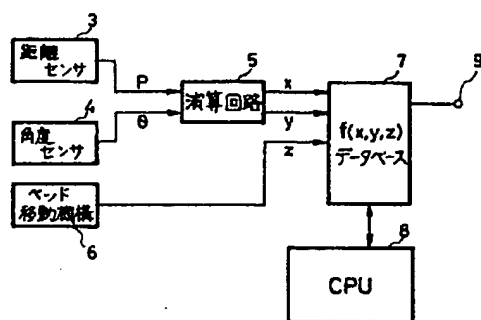 3
距離
センサ
4
角度
センサ
ベッド
移動機構
6
P
θ
5
演算回路
x
y
z
7
f(x,y,z)
データベース
9
8
CPU